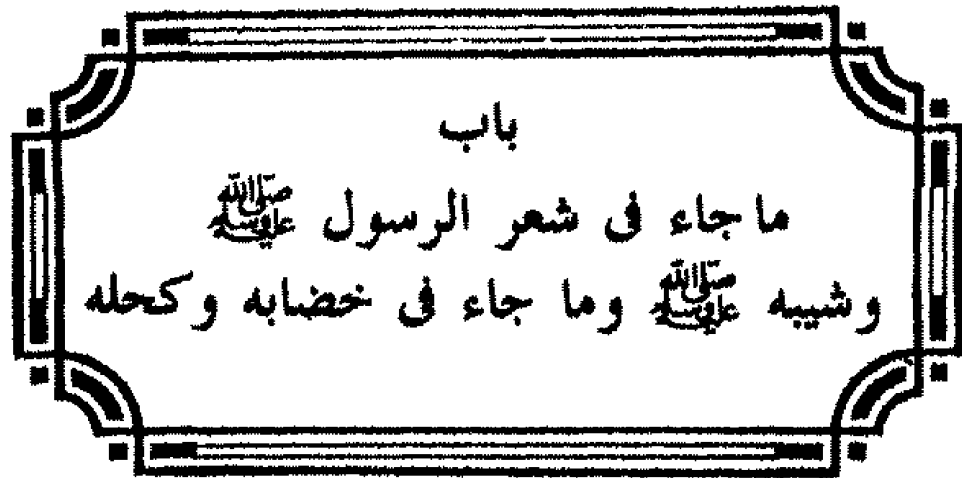 باب
ما جاء فى شعر الرسول ﷺ
وشيبه ﷺ وما جاء فى خضابه وكحله